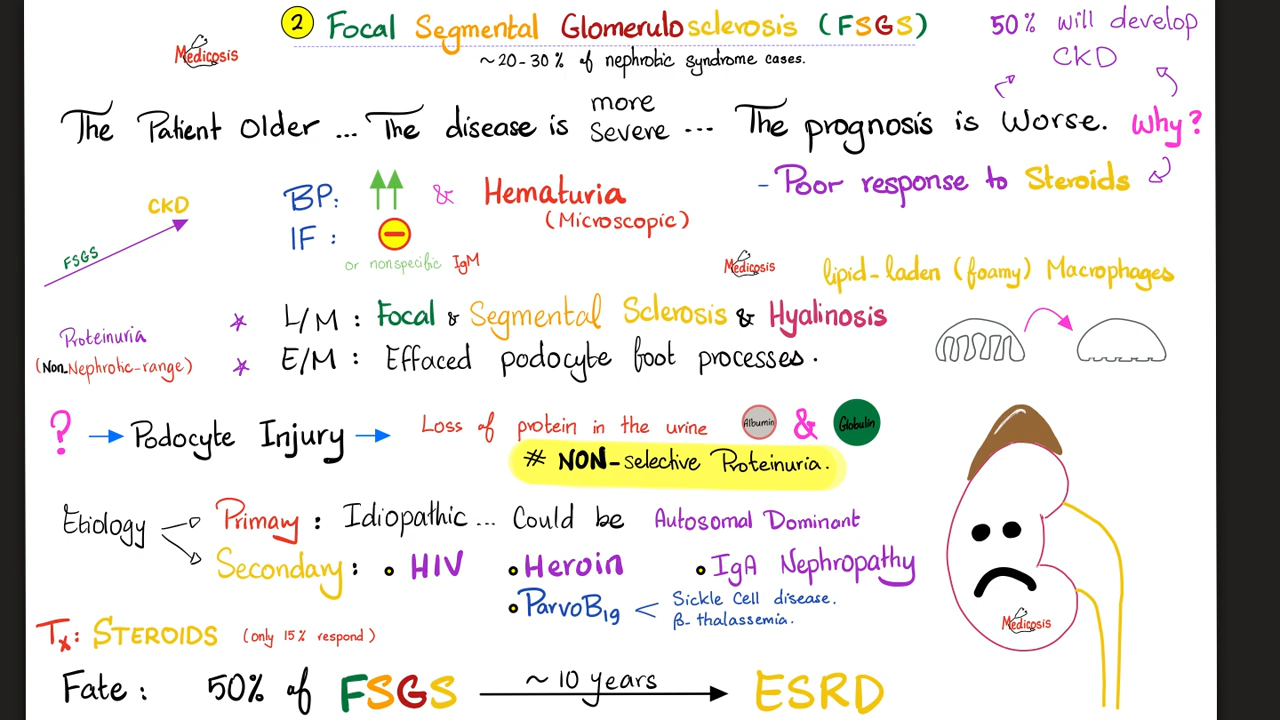 2 Focal Segmental Glomerulosclerosis (FSGS)
~20-30% of nephrotic syndrome cases.
50% will develop
CKD
Medicosis
The Patient Older ... The disease is more severe ... The prognosis is worse. Why?
- Poor response to Steroids
CKD
FSGS
BP: ↑↑ & Hematuria
(Microscopic)
IF: −
or nonspecific IgM
Medicosis
lipid-laden (foamy) Macrophages
Proteinuria
(Non-Nephrotic-range)
* L/M: Focal & Segmental Sclerosis & Hyalinosis
* E/M: Effaced podocyte foot processes.
? → Podocyte Injury → Loss of protein in the urine Albumin & Globulin
# NON-selective Proteinuria.
Etiology
Primary: Idiopathic... Could be Autosomal Dominant
Secondary: • HIV • Heroin • IgA Nephropathy
• ParvoB19 < Sickle Cell disease.
β-thalassemia.
Medicosis
Tx: STEROIDS (only 15% respond)
Fate: 50% of FSGS ~10 years → ESRD